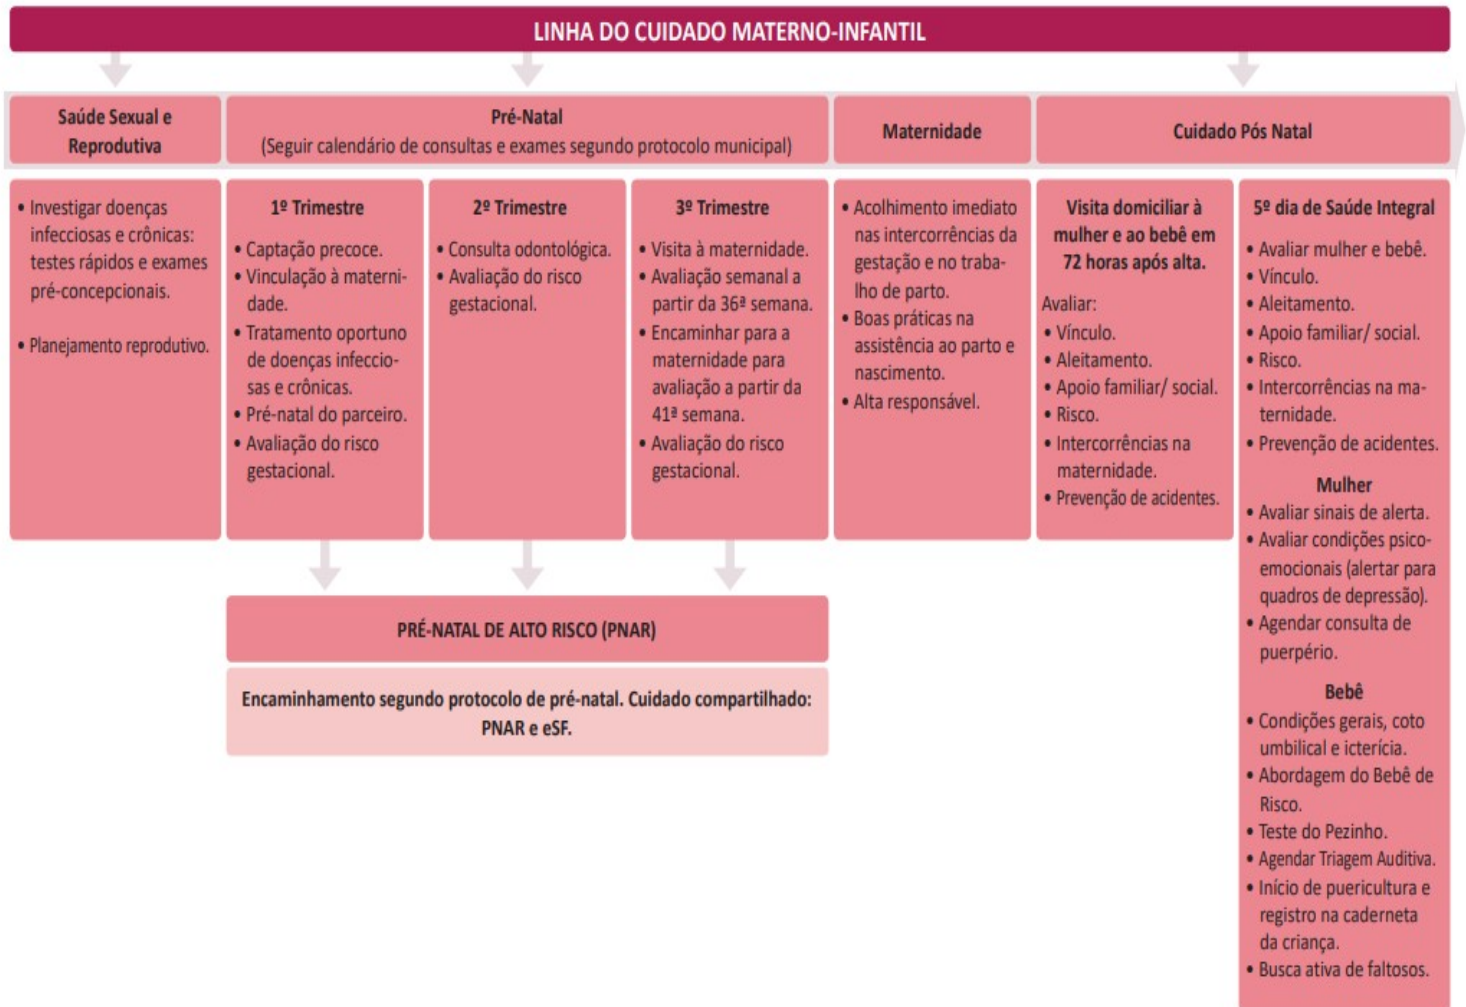 LINHA DO CUIDADO MATERNO-INFANTIL
Saúde Sexual e
Reprodutiva
Pré-Natal
(Seguir calendário de consultas e exames segundo protocolo municipal)
Maternidade
Cuidado Pós Natal
• Investigar doenças
infecciosas e crônicas:
testes rápidos e exames
pré-concepcionais.
• Planejamento reprodutivo.
1º Trimestre
• Captação precoce.
• Vinculação à materni-
dade.
• Tratamento oportuno
de doenças infeccio-
sas e crônicas.
• Pré-natal do parceiro.
• Avaliação do risco
gestacional.
2º Trimestre
• Consulta odontológica.
• Avaliação do risco
gestacional.
3º Trimestre
• Visita à maternidade.
• Avaliação semanal a
partir da 36ª semana.
• Encaminhar para a
maternidade para
avaliação a partir da
41ª semana.
• Avaliação do risco
gestacional.
• Acolhimento imediato
nas intercorrências da
gestação e no traba-
lho de parto.
• Boas práticas na
assistência ao parto e
nascimento.
• Alta responsável.
Visita domiciliar à
mulher e ao bebê em
72 horas após alta.
Avaliar:
• Vínculo.
• Aleitamento.
• Apoio familiar/ social.
• Risco.
• Intercorrências na
maternidade.
• Prevenção de acidentes.
5º dia de Saúde Integral
• Avaliar mulher e bebê.
• Vínculo.
• Aleitamento.
• Apoio familiar/ social.
• Risco.
• Intercorrências na ma-
ternidade.
• Prevenção de acidentes.
Mulher
• Avaliar sinais de alerta.
• Avaliar condições psico-
emocionais (alertar para
quadros de depressão).
• Agendar consulta de
puerpério.
Bebê
• Condições gerais, coto
umbilical e icterícia.
• Abordagem do Bebê de
Risco.
• Teste do Pezinho.
• Agendar Triagem Auditiva.
• Início de puericultura e
registro na caderneta
da criança.
• Busca ativa de faltosos.
PRÉ-NATAL DE ALTO RISCO (PNAR)
Encaminhamento segundo protocolo de pré-natal. Cuidado compartilhado:
PNAR e eSF.